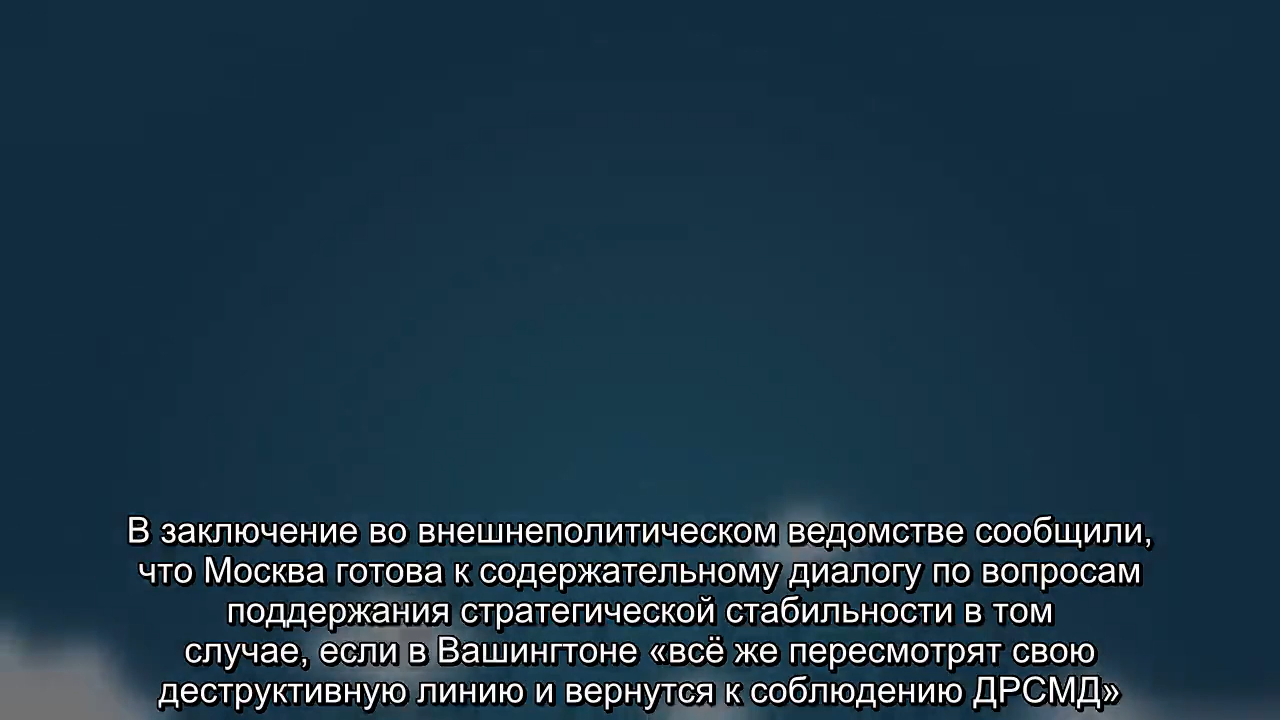 В заключение во внешнеполитическом ведомстве сообщили,
что Москва готова к содержательному диалогу по вопросам
поддержания стратегической стабильности в том
случае, если в Вашингтоне «всё же пересмотрят свою
деструктивную линию и вернутся к соблюдению ДРСМД»